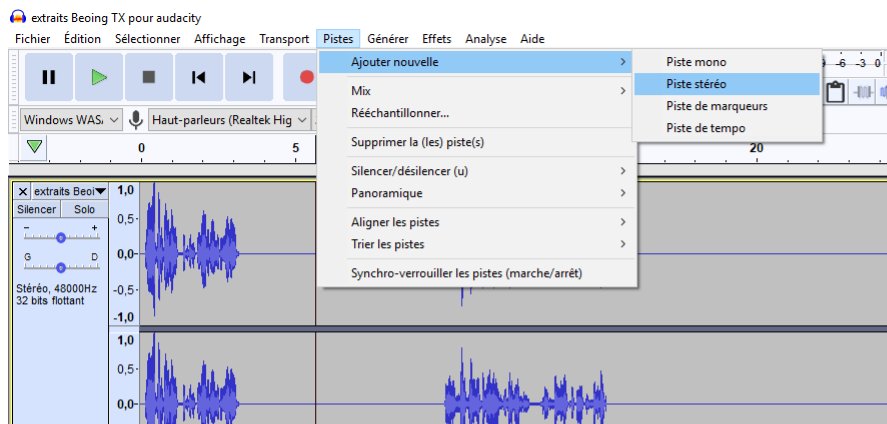 extraits Beoing TX pour audacity
Fichier Édition Sélectionner Affichage Transport Pistes Générer Effets Analyse Aide
Ajouter nouvelle
Piste mono
Piste stéréo
Piste de marqueurs
Piste de tempo
-6 -3 0
Mix
Rééchantillonner...
Windows WAS
Haut-parleurs (Realtek Hig
Supprimer la (les) piste(s)
0 5 20
Silencer/désilencer (u)
Panoramique
Aligner les pistes
Trier les pistes
Synchro-verrouiller les pistes (marche/arrêt)
extraits Beoi
Silencer Solo
- +
G D
Stéréo, 48000Hz
32 bits flottant
1,0
0,5-
0,0-
-0,5-
-1,0
1,0
0,5-
0,0-